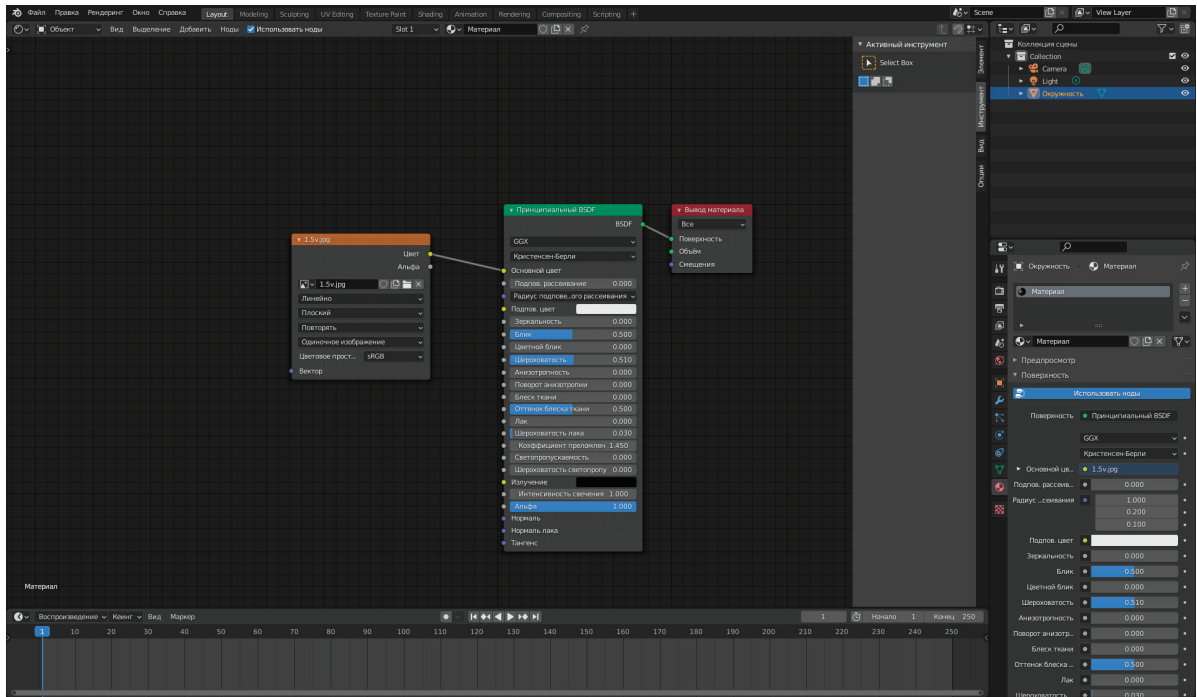 Файл Правка Рендеринг Окно Справка Layout Modeling Sculpting UV Editing Texture Paint Shading Animation Rendering Compositing Scripting + Scene View Layer
Объект Вид Выделение Добавить Ноды Использовать ноды Slot 1 Материал
Активный инструмент
Select Box
Элемент
Инструмент
Вид
Опции
Коллекция сцены
Collection
Camera
Light
Окружность
1.5v.jpg
Цвет
Альфа
1.5v.jpg
Линейно
Плоский
Повторять
Одиночное изображение
Цветовое прост... sRGB
Вектор
Принципиальный BSDF
BSDF
GGX
Кристенсен-Берли
Основной цвет
Подпов. рассеивание 0.000
Радиус подпове..ого рассеивания
Подпов. цвет
Зеркальность 0.000
Блик 0.500
Цветной блик 0.000
Шероховатость 0.510
Анизотропность 0.000
Поворот анизотропии 0.000
Блеск ткани 0.000
Оттенок блеска ткани 0.500
Лак 0.000
Шероховатость лака 0.030
Коэффициент преломлен 1.450
Светопропускаемость 0.000
Шероховатость светопропу 0.000
Излучение
Интенсивность свечения 1.000
Альфа 1.000
Нормаль
Нормаль лака
Тангенс
Вывод материала
Все
Поверхность
Объём
Смещения
Материал
Окружность Материал
Материал
Материал
Предпросмотр
Поверхность
Использовать ноды
Поверхность Принципиальный BSDF
GGX
Кристенсен-Берли
Основной цв... 1.5v.jpg
Подпов. рассеив... 0.000
Радиус ...сеивания 1.000
0.200
0.100
Подпов. цвет
Зеркальность 0.000
Блик 0.500
Цветной блик 0.000
Шероховатость 0.510
Анизотропность 0.000
Поворот анизотр... 0.000
Блеск ткани 0.000
Оттенок блеска ... 0.500
Лак 0.000
Шероховатость 0.030
Воспроизведение Кеинг Вид Маркер 1 Начало 1 Конец 250
1 10 20 30 40 50 60 70 80 90 100 110 120 130 140 150 160 170 180 190 200 210 220 230 240 250